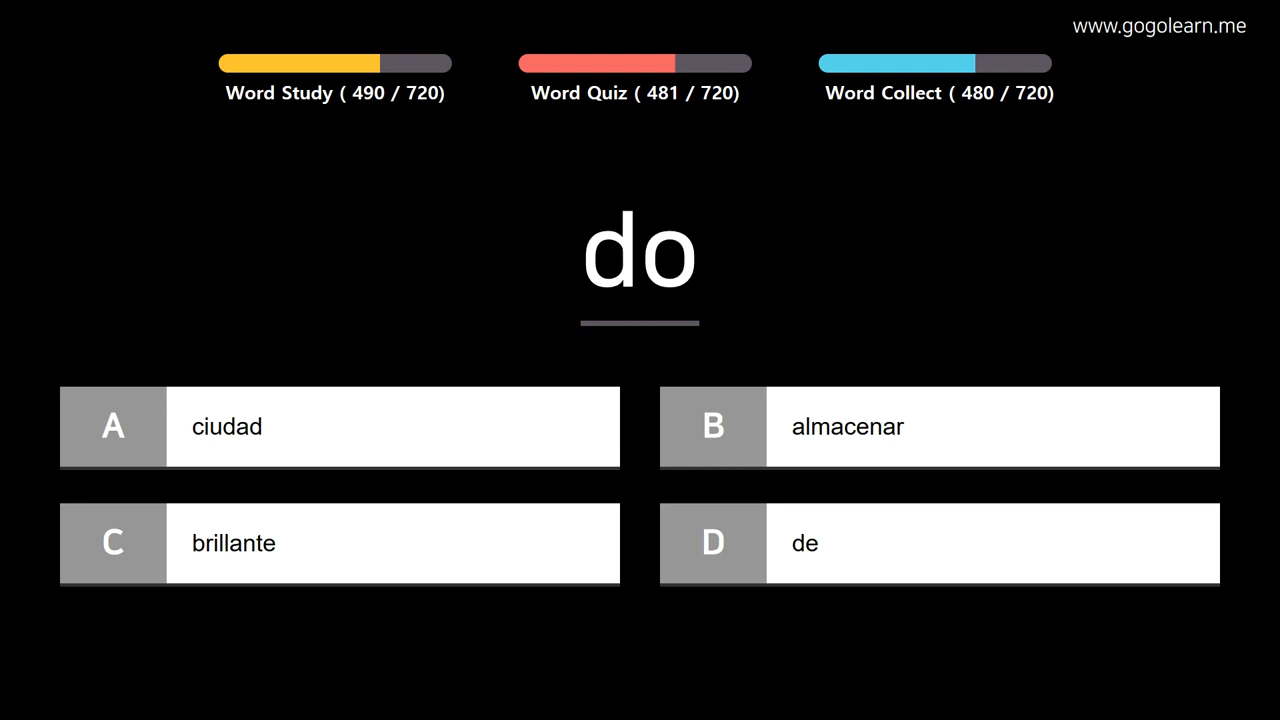 www.gogolearn.me
Word Study ( 490 / 720)
Word Quiz ( 481 / 720)
Word Collect ( 480 / 720)
do
A ciudad
B almacenar
C brillante
D de